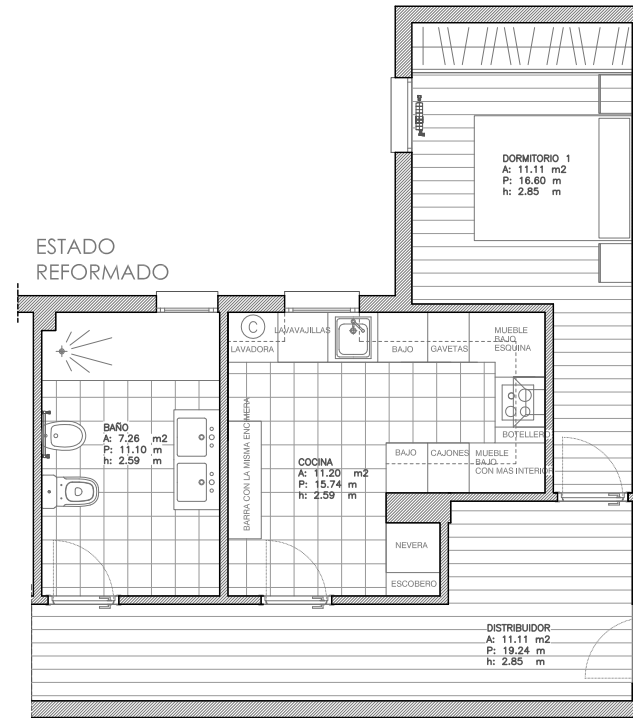 DORMITORIO 1
A: 11.11 m2
P: 16.60 m
h: 2.85 m
ESTADO
REFORMADO
C
LAVADORA
LAVAVAJILLAS
BAJO
GAVETAS
MUEBLE
BAJO
ESQUINA
BAÑO
A: 7.26 m2
P: 11.10 m
h: 2.59 m
BARRA CON LA MISMA ENCIMERA
COCINA
A: 11.20 m2
P: 15.74 m
h: 2.59 m
BOTELLERO
BAJO
CAJONES
MUEBLE
BAJO
CON MAS INTERIOR
NEVERA
ESCOBERO
DISTRIBUIDOR
A: 11.11 m2
P: 19.24 m
h: 2.85 m